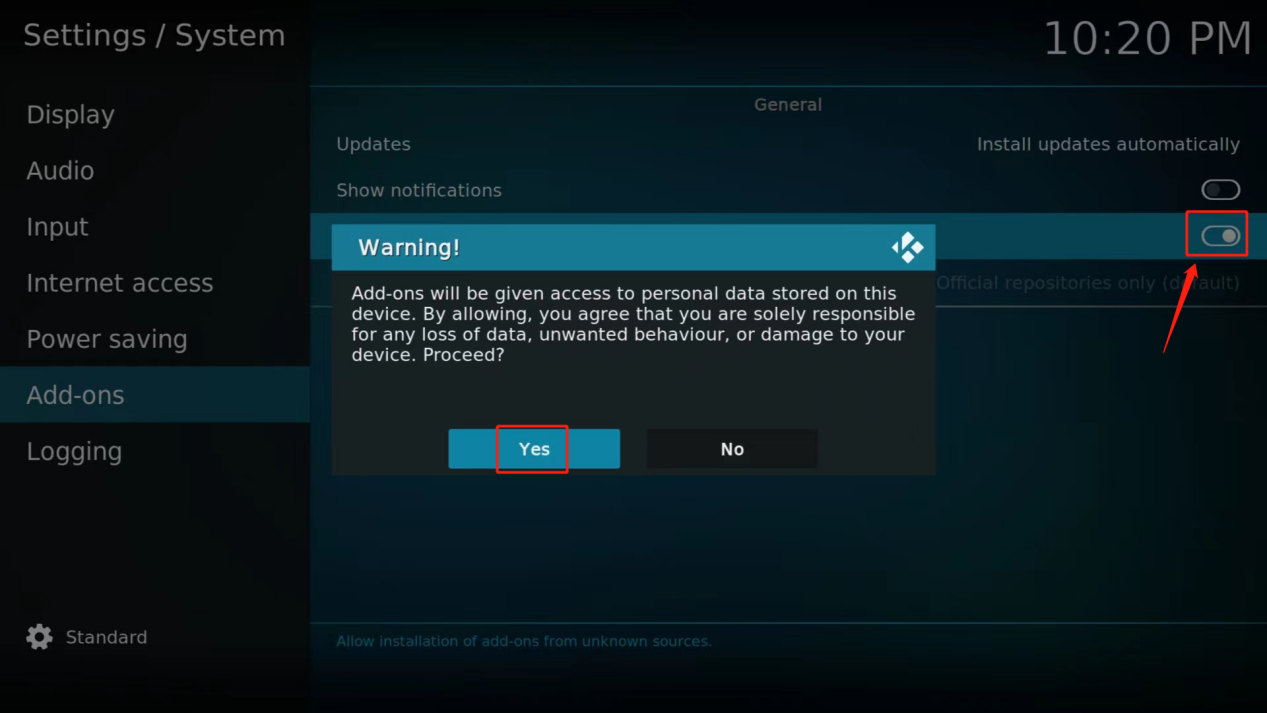 Settings / System
10:20 PM
Display
Audio
Input
Internet access
Power saving
Add-ons
Logging
Standard
General
Updates
Install updates automatically
Show notifications
Official repositories only (default)
Warning!
Add-ons will be given access to personal data stored on this
device. By allowing, you agree that you are solely responsible
for any loss of data, unwanted behaviour, or damage to your
device. Proceed?
Yes
No
Allow installation of add-ons from unknown sources.